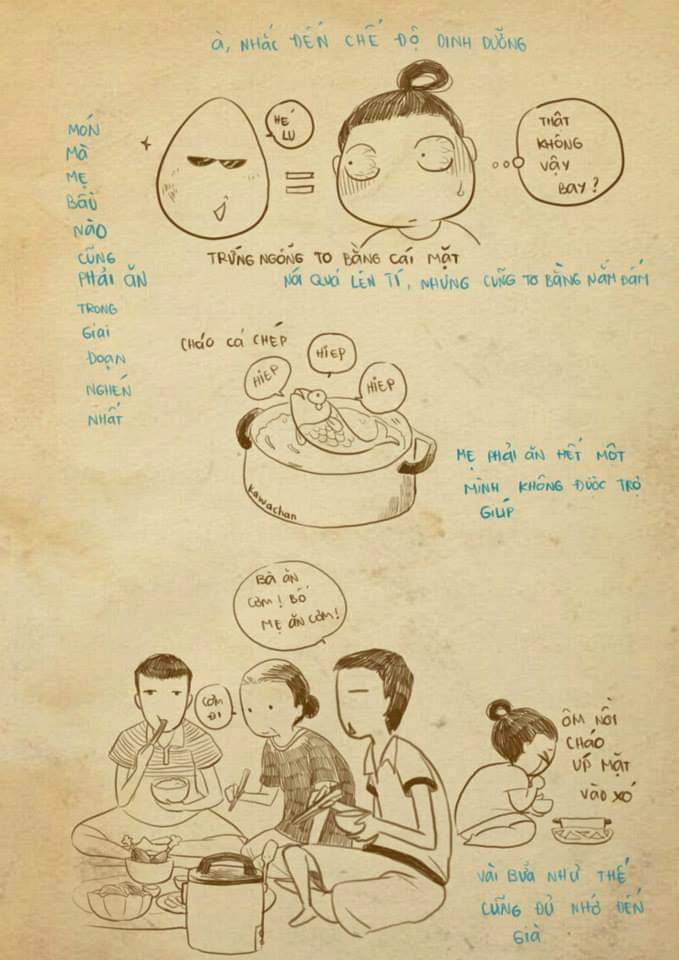 À, NHẮC ĐẾN CHẾ ĐỘ DINH DƯỠNG
MÓN
MÀ
MẸ
BẦU
NÀO
CŨNG
PHẢI ĂN
TRONG
GIAI
ĐOẠN
NGHÉN
NHẤT
HÊ
LU
THẬT
KHÔNG
VẬY
BAY?
TRỨNG NGỖNG TO BẰNG CÁI MẶT
NÓI QUÁ LÊN TÍ, NHƯNG CŨNG TO BẰNG NẮM ĐẤM
CHÁO CÁ CHÉP
HIEP
HIEP
HIEP
kawachan
MẸ PHẢI ĂN HẾT MỘT
MÌNH KHÔNG ĐƯỢC TRỢ
GIÚP
BÀ ĂN
CƠM! BỐ
MẸ ĂN CƠM!
CƠM
ĐI
ÔM NỒI
CHÁO
ÚP MẶT
VÀO XÓ
VÀI BỮA NHƯ THẾ
CŨNG ĐỦ NHỚ ĐẾN
GIÀ